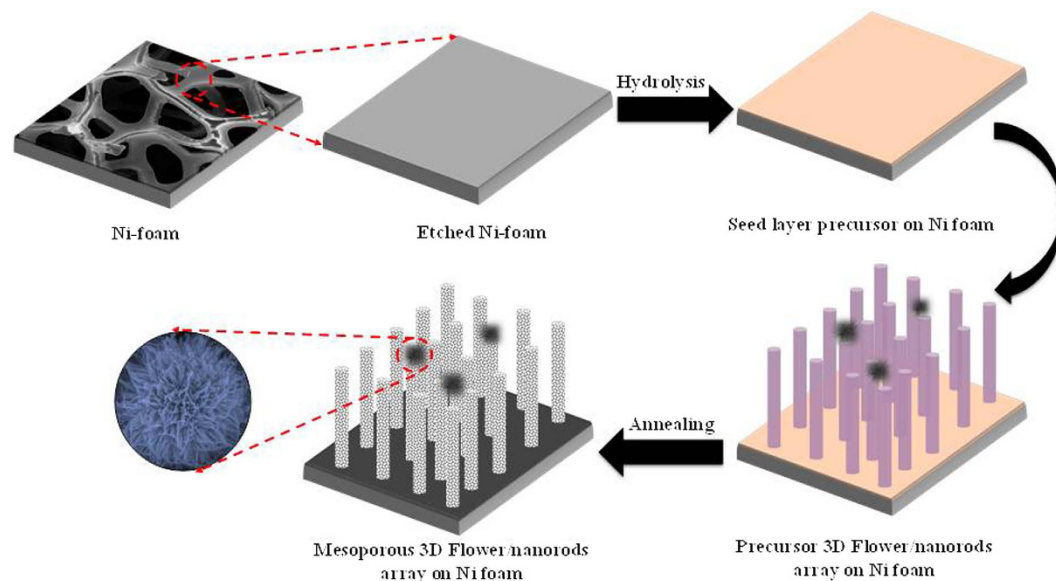 Hydrolysis
Ni-foam
Etched Ni-foam
Seed layer precursor on Ni foam
Annealing
Mesoporous 3D Flower/nanorods
array on Ni foam
Precursor 3D Flower/nanorods
array on Ni foam